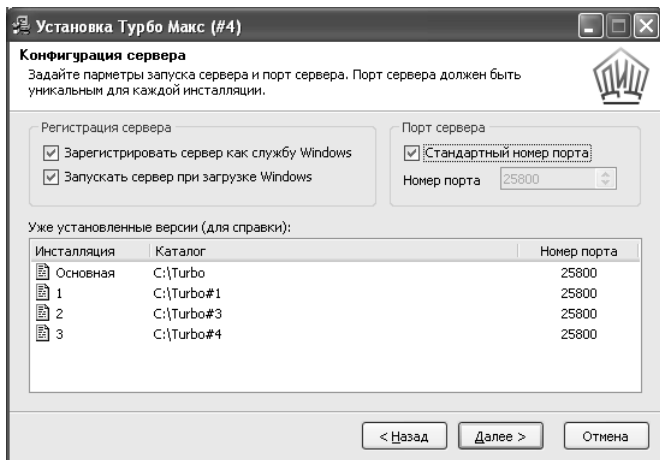 Установка Турбо Макс (#4)
Конфигурация сервера
Задайте парметры запуска сервера и порт сервера. Порт сервера должен быть
уникальным для каждой инсталляции.
ДИЦ
Регистрация сервера
Зарегистрировать сервер как службу Windows
Запускать сервер при загрузке Windows
Порт сервера
Стандартный номер порта
Номер порта 25800
Уже установленные версии (для справки):
Инсталляция Каталог Номер порта
Основная C:\Turbo 25800
1 C:\Turbo#1 25800
2 C:\Turbo#3 25800
3 C:\Turbo#4 25800
< Назад Далее > Отмена